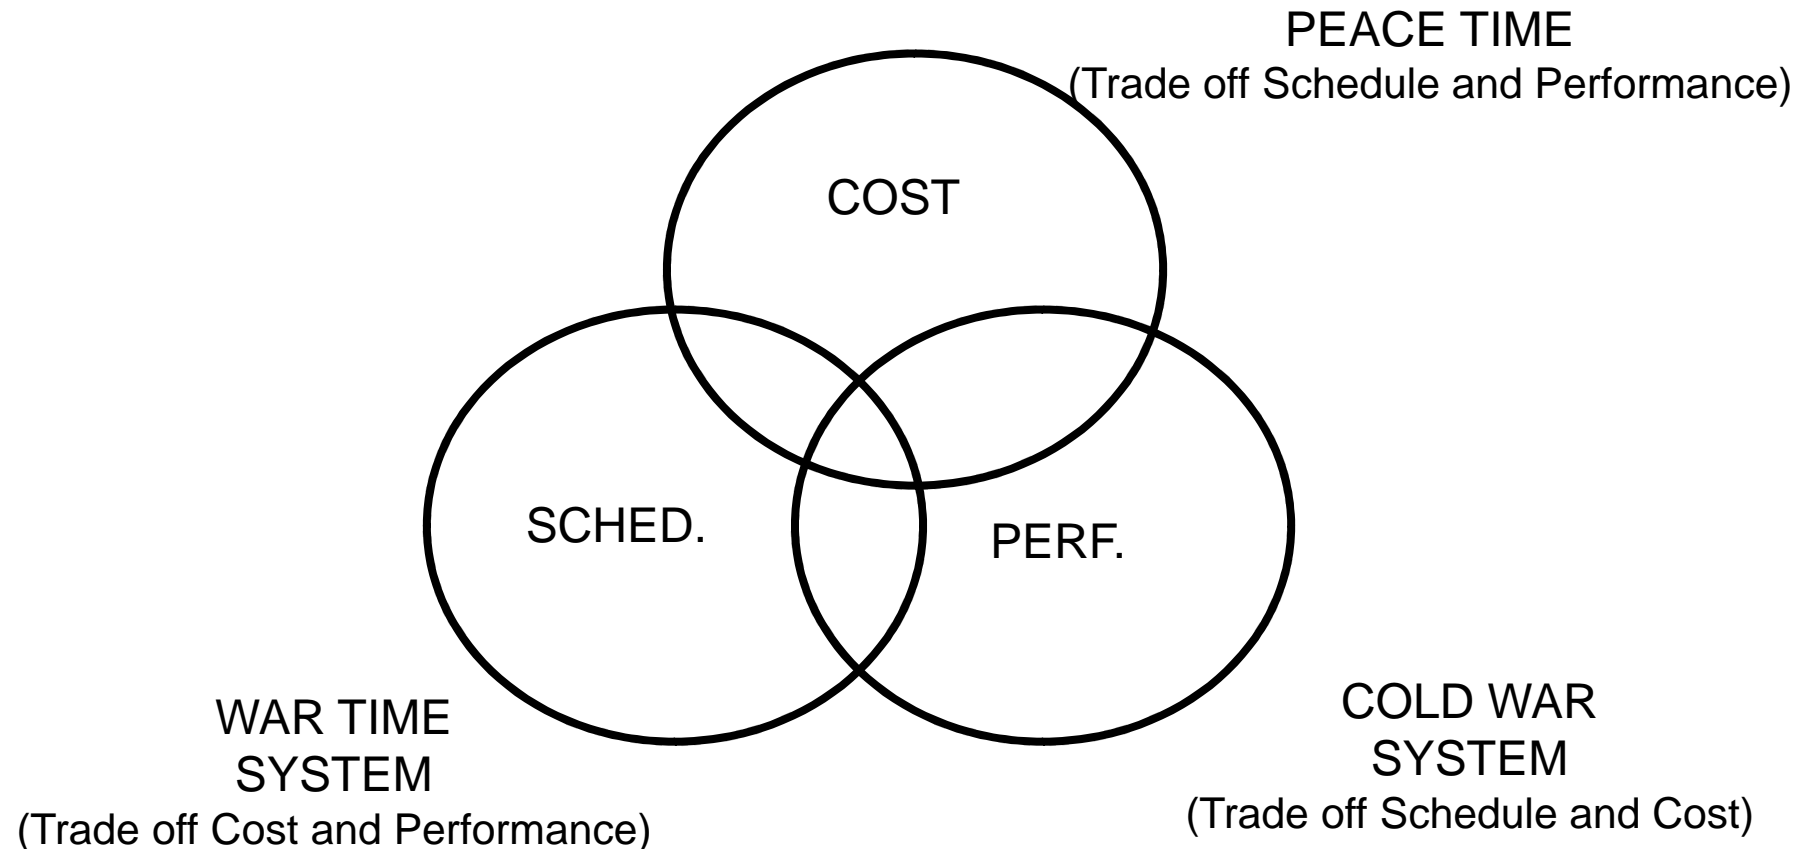 PEACE TIME
(Trade off Schedule and Performance)
COST
SCHED.
PERF.
WAR TIME
SYSTEM
(Trade off Cost and Performance)
COLD WAR
SYSTEM
(Trade off Schedule and Cost)